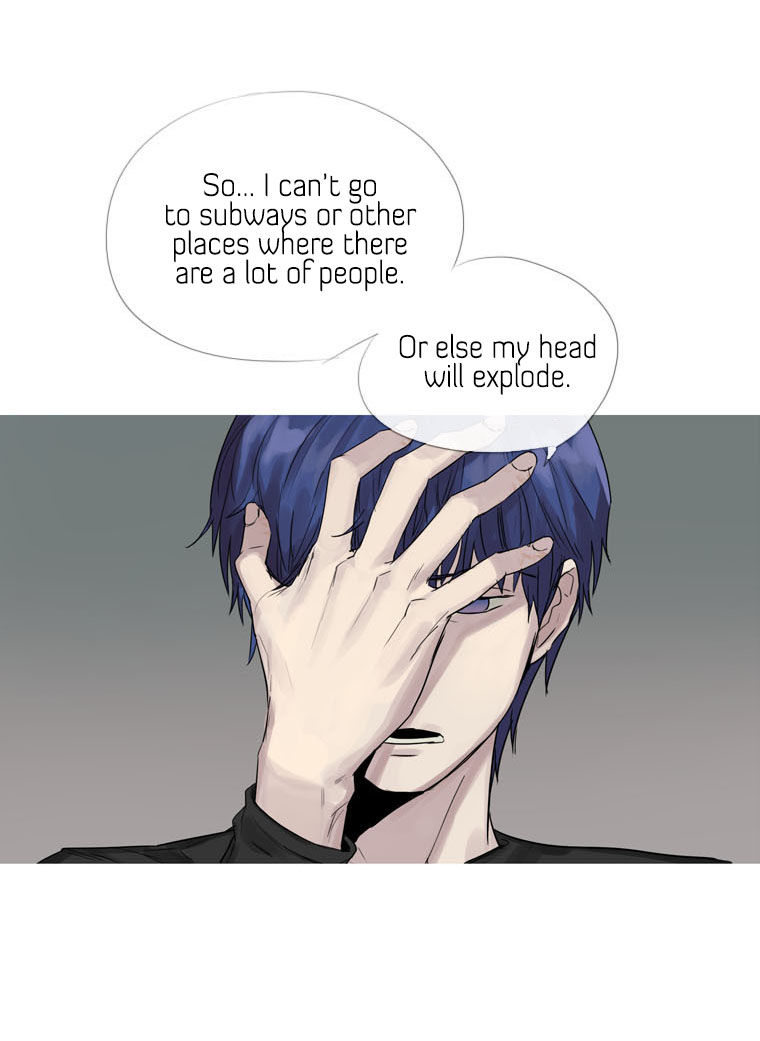 So... I can't go
to subways or other
places where there
are a lot of people.
Or else my head
will explode.